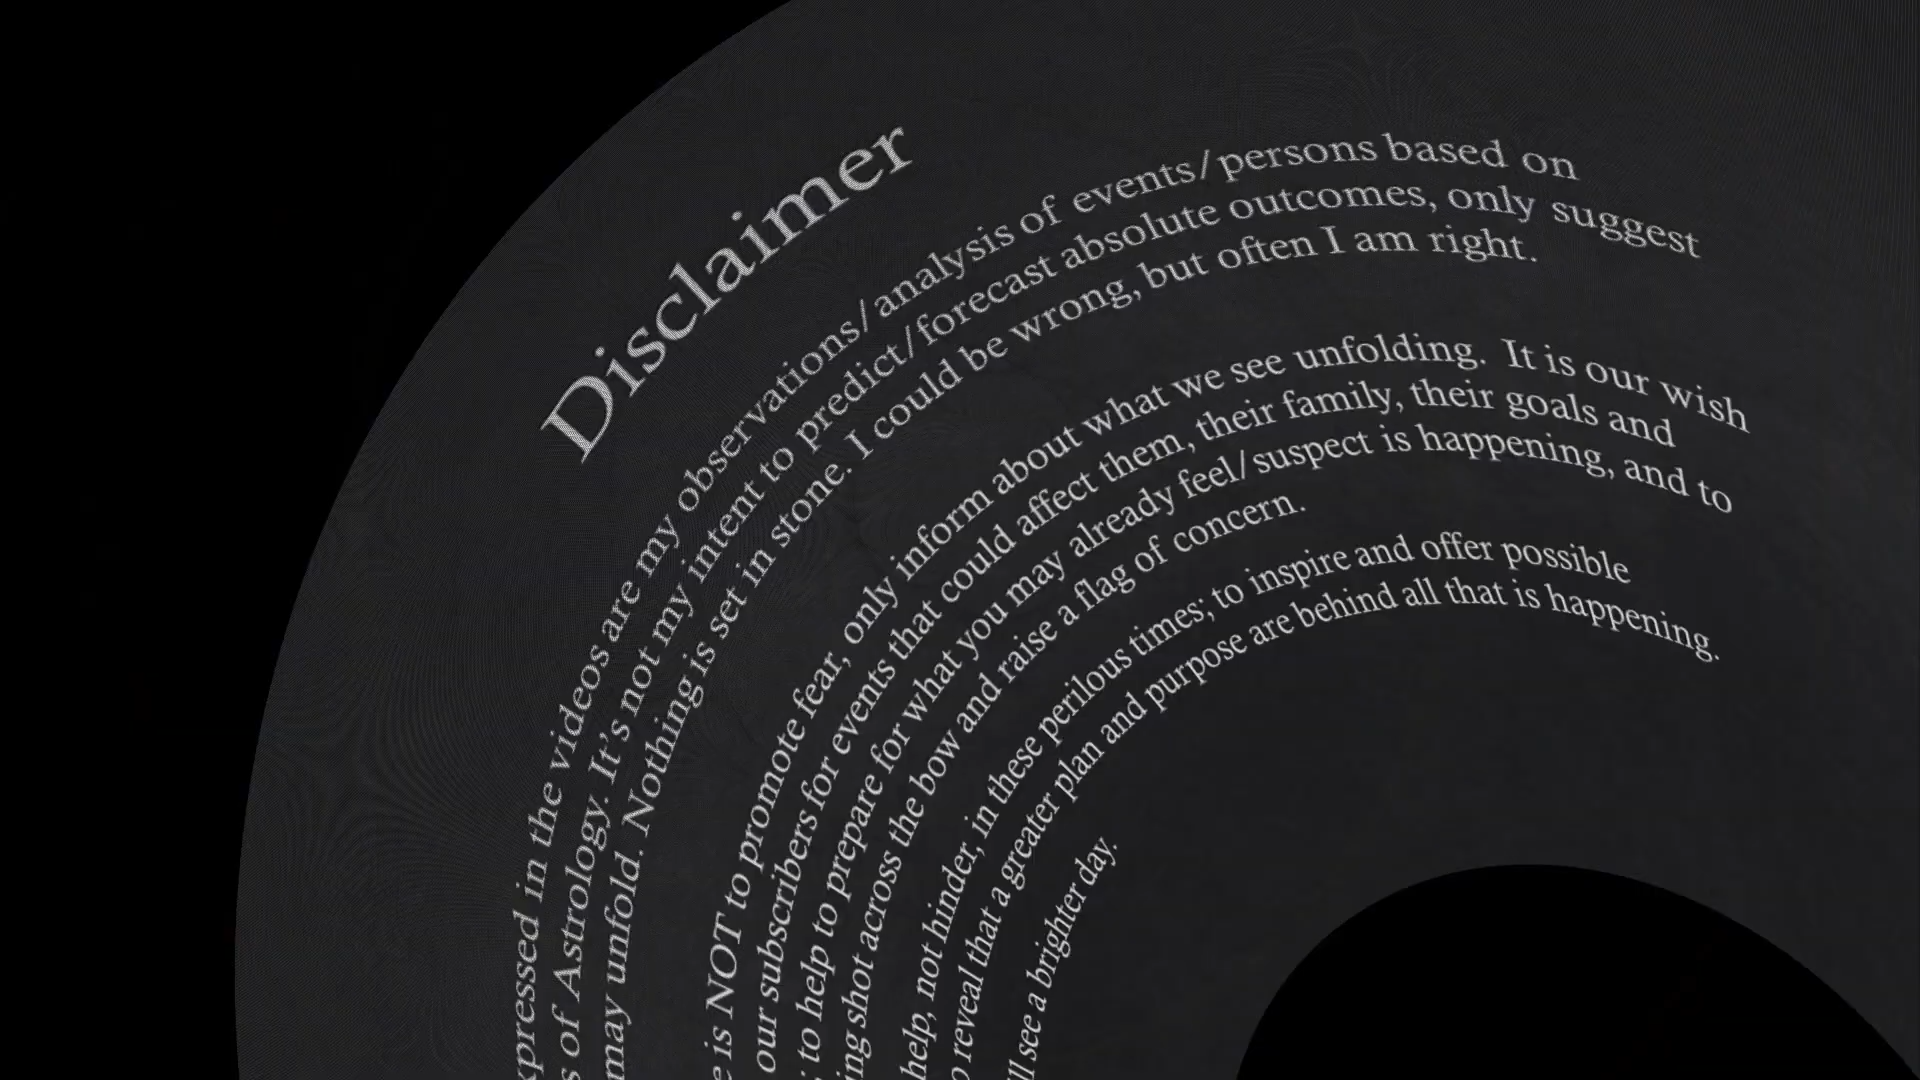 Disclaimer
expressed in the videos are my observations/analysis of events/persons based on
of Astrology. It's not my intent to predict/forecast absolute outcomes, only suggest
may unfold. Nothing is set in stone. I could be wrong, but often I am right.
is NOT to promote fear, only inform about what we see unfolding. It is our wish
our subscribers for events that could affect them, their family, their goals and
to help to prepare for what you may already feel/suspect is happening, and to
shot across the bow and raise a flag of concern.
help, not hinder, in these perilous times; to inspire and offer possible
reveal that a greater plan and purpose are behind all that is happening.
see a brighter day.